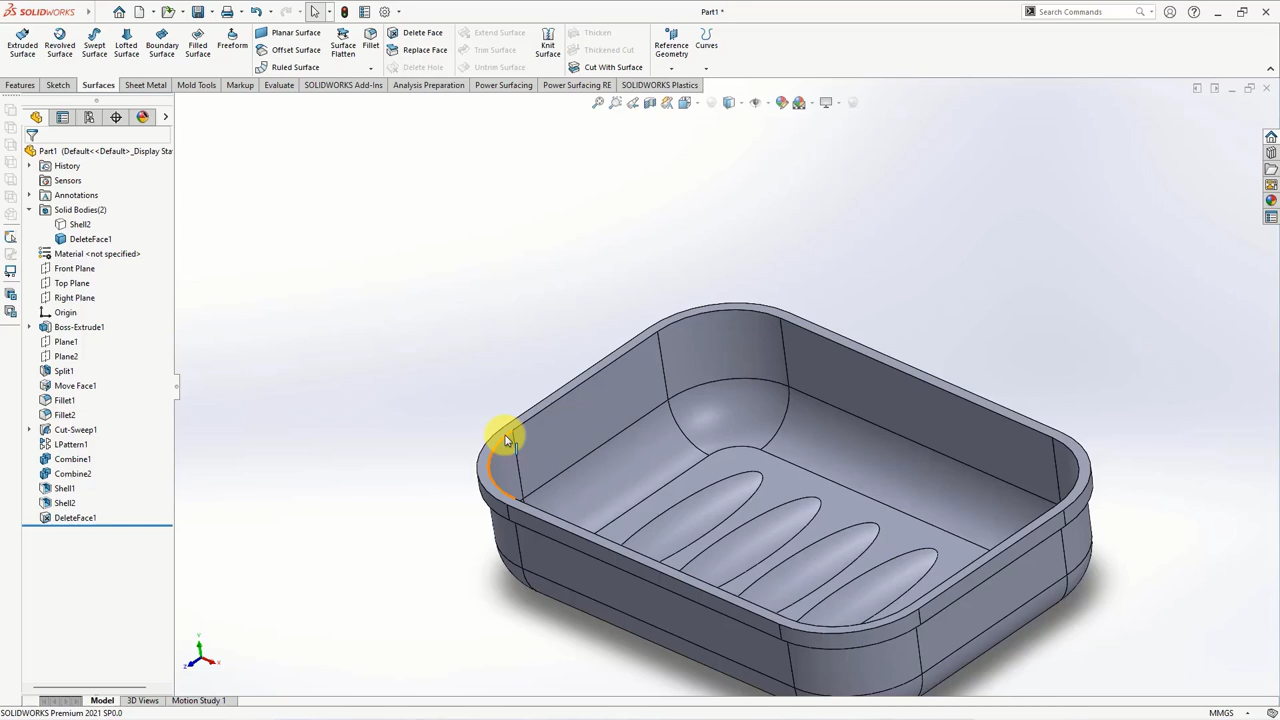 SOLIDWORKS
Part1 *
Search Commands
Extruded Surface
Revolved Surface
Swept Surface
Lofted Surface
Boundary Surface
Filled Surface
Freeform
Planar Surface
Offset Surface
Ruled Surface
Surface Flatten
Fillet
Delete Face
Replace Face
Delete Hole
Extend Surface
Trim Surface
Untrim Surface
Knit Surface
Thicken
Thickened Cut
Cut With Surface
Reference Geometry
Curves
Features
Sketch
Surfaces
Sheet Metal
Mold Tools
Markup
Evaluate
SOLIDWORKS Add-Ins
Analysis Preparation
Power Surfacing
Power Surfacing RE
SOLIDWORKS Plastics
Part1 (Default<<Default>_Display Sta
History
Sensors
Annotations
Solid Bodies(2)
Shell2
DeleteFace1
Material <not specified>
Front Plane
Top Plane
Right Plane
Origin
Boss-Extrude1
Plane1
Plane2
Split1
Move Face1
Fillet1
Fillet2
Cut-Sweep1
LPattern1
Combine1
Combine2
Shell1
Shell2
DeleteFace1
Y
Z
X
Model
3D Views
Motion Study 1
SOLIDWORKS Premium 2021 SP0.0
MMGS